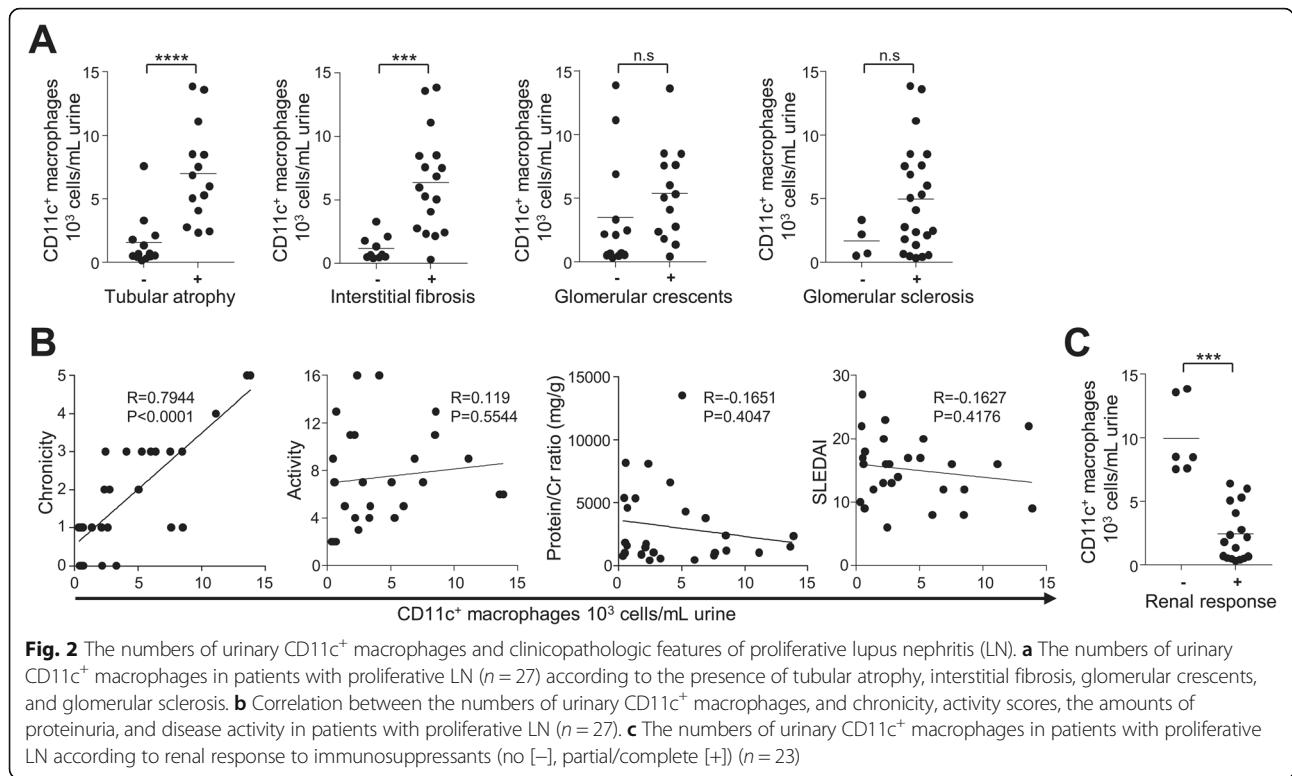 A
CD11c⁺ macrophages
10³ cells/mL urine
15
10
5
0
****
-
+
Tubular atrophy
CD11c⁺ macrophages
10³ cells/mL urine
15
10
5
0
***
-
+
Interstitial fibrosis
CD11c⁺ macrophages
10³ cells/mL urine
15
10
5
0
n.s
-
+
Glomerular crescents
CD11c⁺ macrophages
10³ cells/mL urine
15
10
5
0
n.s
-
+
Glomerular sclerosis
B
Chronicity
5
4
3
2
1
0
R=0.7944
P<0.0001
0 5 10 15
Activity
16
12
8
4
0
R=0.119
P=0.5544
0 5 10 15
Protein/Cr ratio (mg/g)
15000
10000
5000
0
R=-0.1651
P=0.4047
0 5 10 15
SLEDAI
30
20
10
0
R=-0.1627
P=0.4176
0 5 10 15
CD11c⁺ macrophages 10³ cells/mL urine
C
CD11c⁺ macrophages
10³ cells/mL urine
15
10
5
0
***
-
+
Renal response
Fig. 2 The numbers of urinary CD11c⁺ macrophages and clinicopathologic features of proliferative lupus nephritis (LN). a The numbers of urinary
CD11c⁺ macrophages in patients with proliferative LN (n = 27) according to the presence of tubular atrophy, interstitial fibrosis, glomerular crescents,
and glomerular sclerosis. b Correlation between the numbers of urinary CD11c⁺ macrophages, and chronicity, activity scores, the amounts of
proteinuria, and disease activity in patients with proliferative LN (n = 27). c The numbers of urinary CD11c⁺ macrophages in patients with proliferative
LN according to renal response to immunosuppressants (no [−], partial/complete [+]) (n = 23)